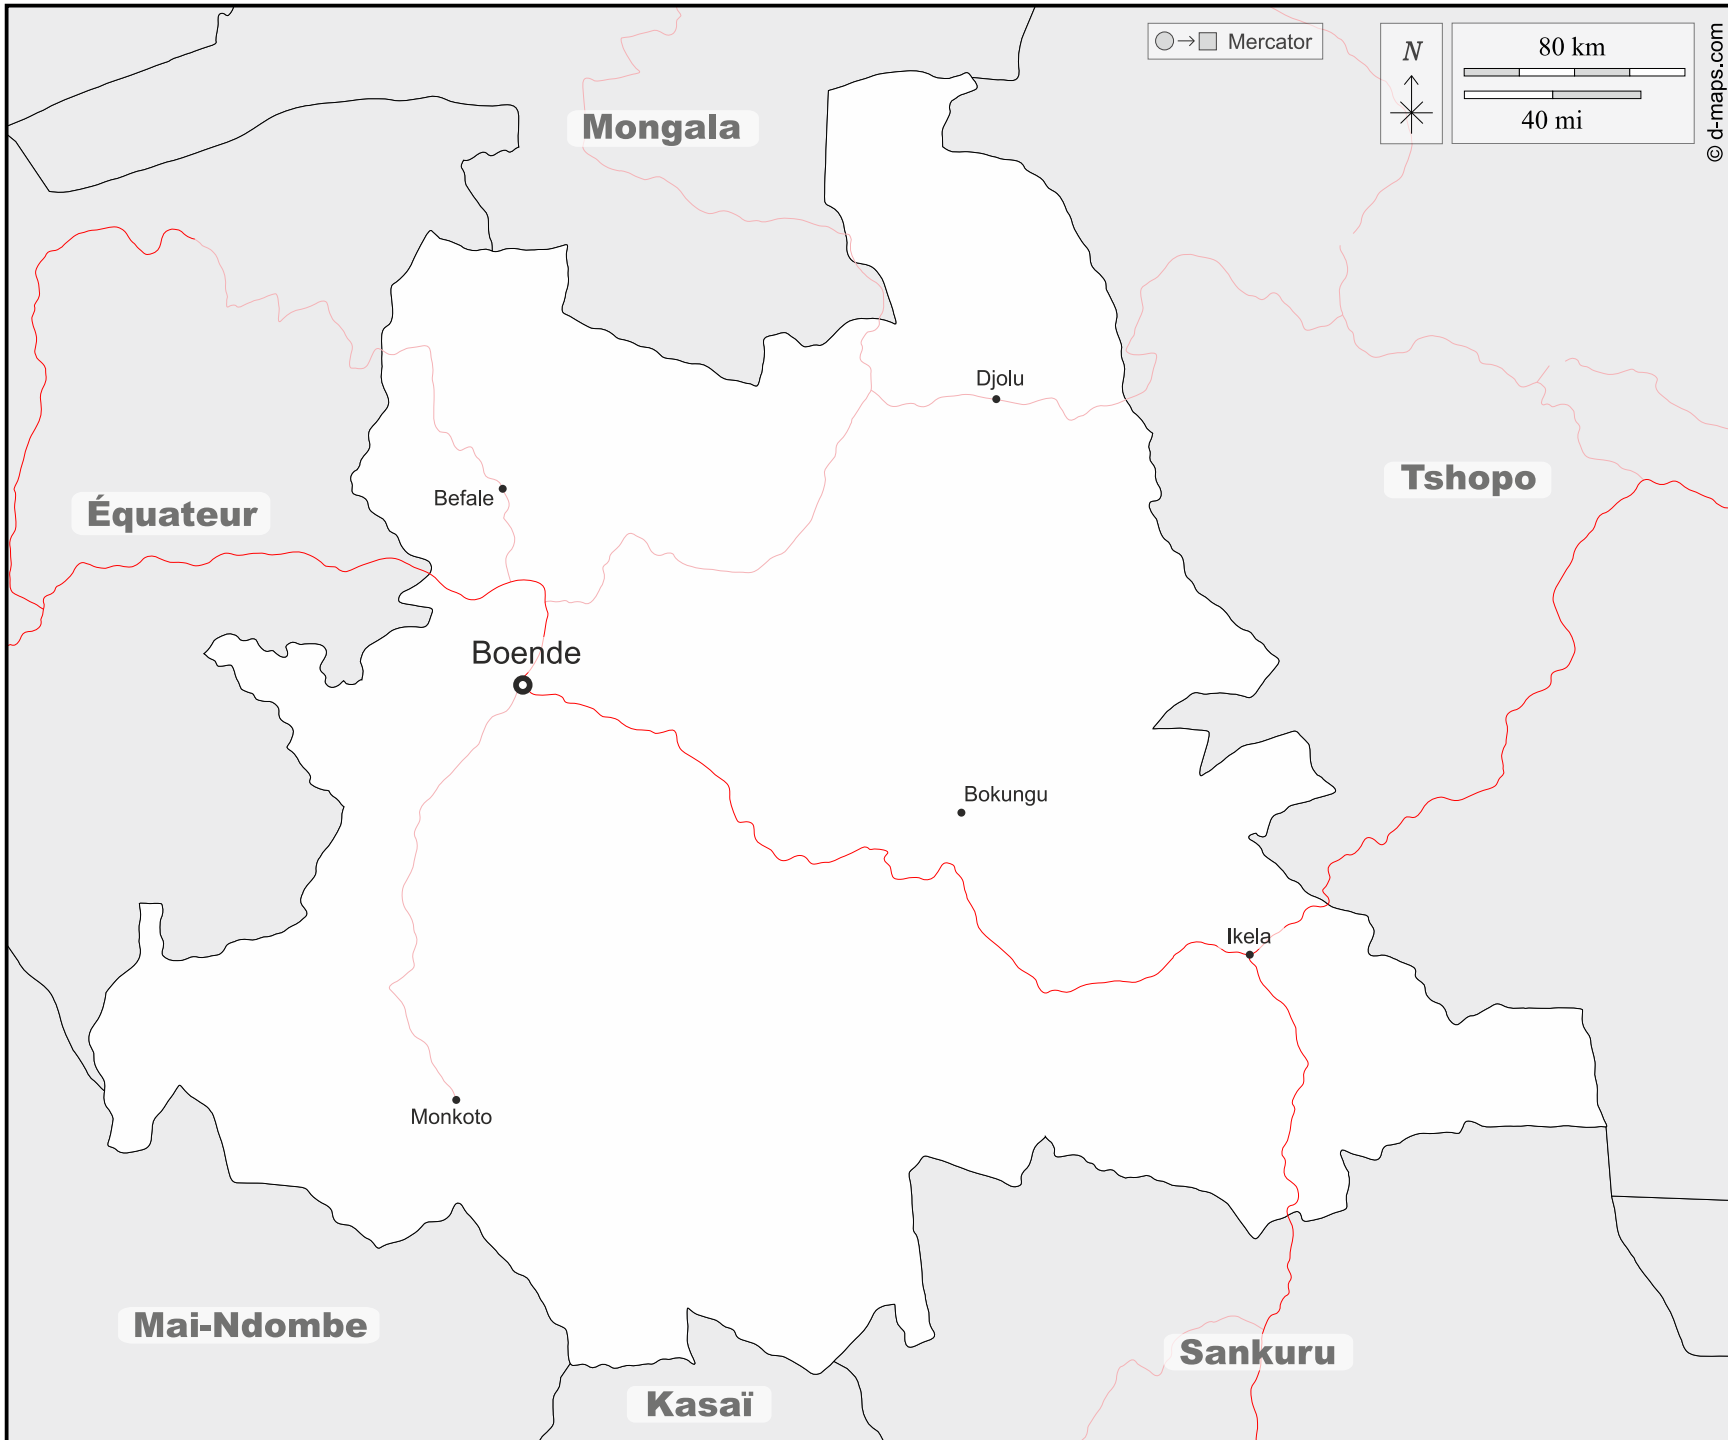 Mercator
N
80 km
40 mi
© d-maps.com
Mongala
Djolu
Tshopo
Befale
Équateur
Boende
Bokungu
Ikela
Monkoto
Mai-Ndombe
Sankuru
Kasaï